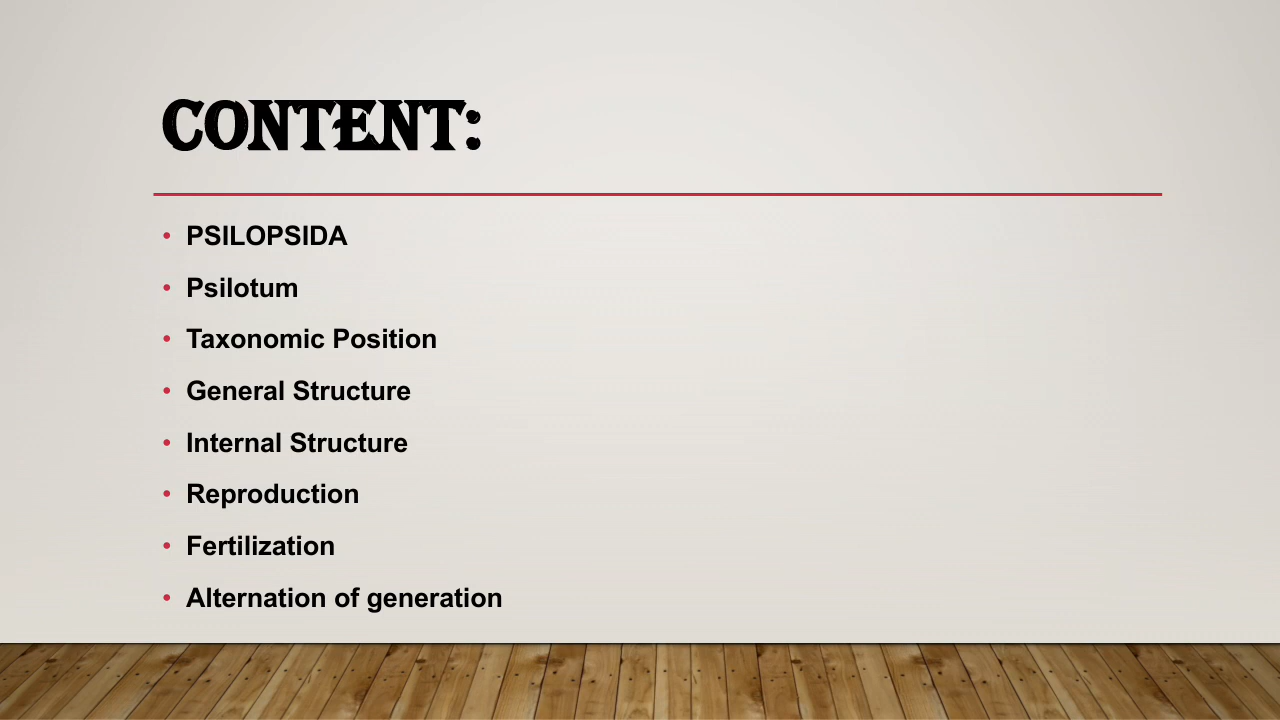 CONTENT:
• PSILOPSIDA
• Psilotum
• Taxonomic Position
• General Structure
• Internal Structure
• Reproduction
• Fertilization
• Alternation of generation